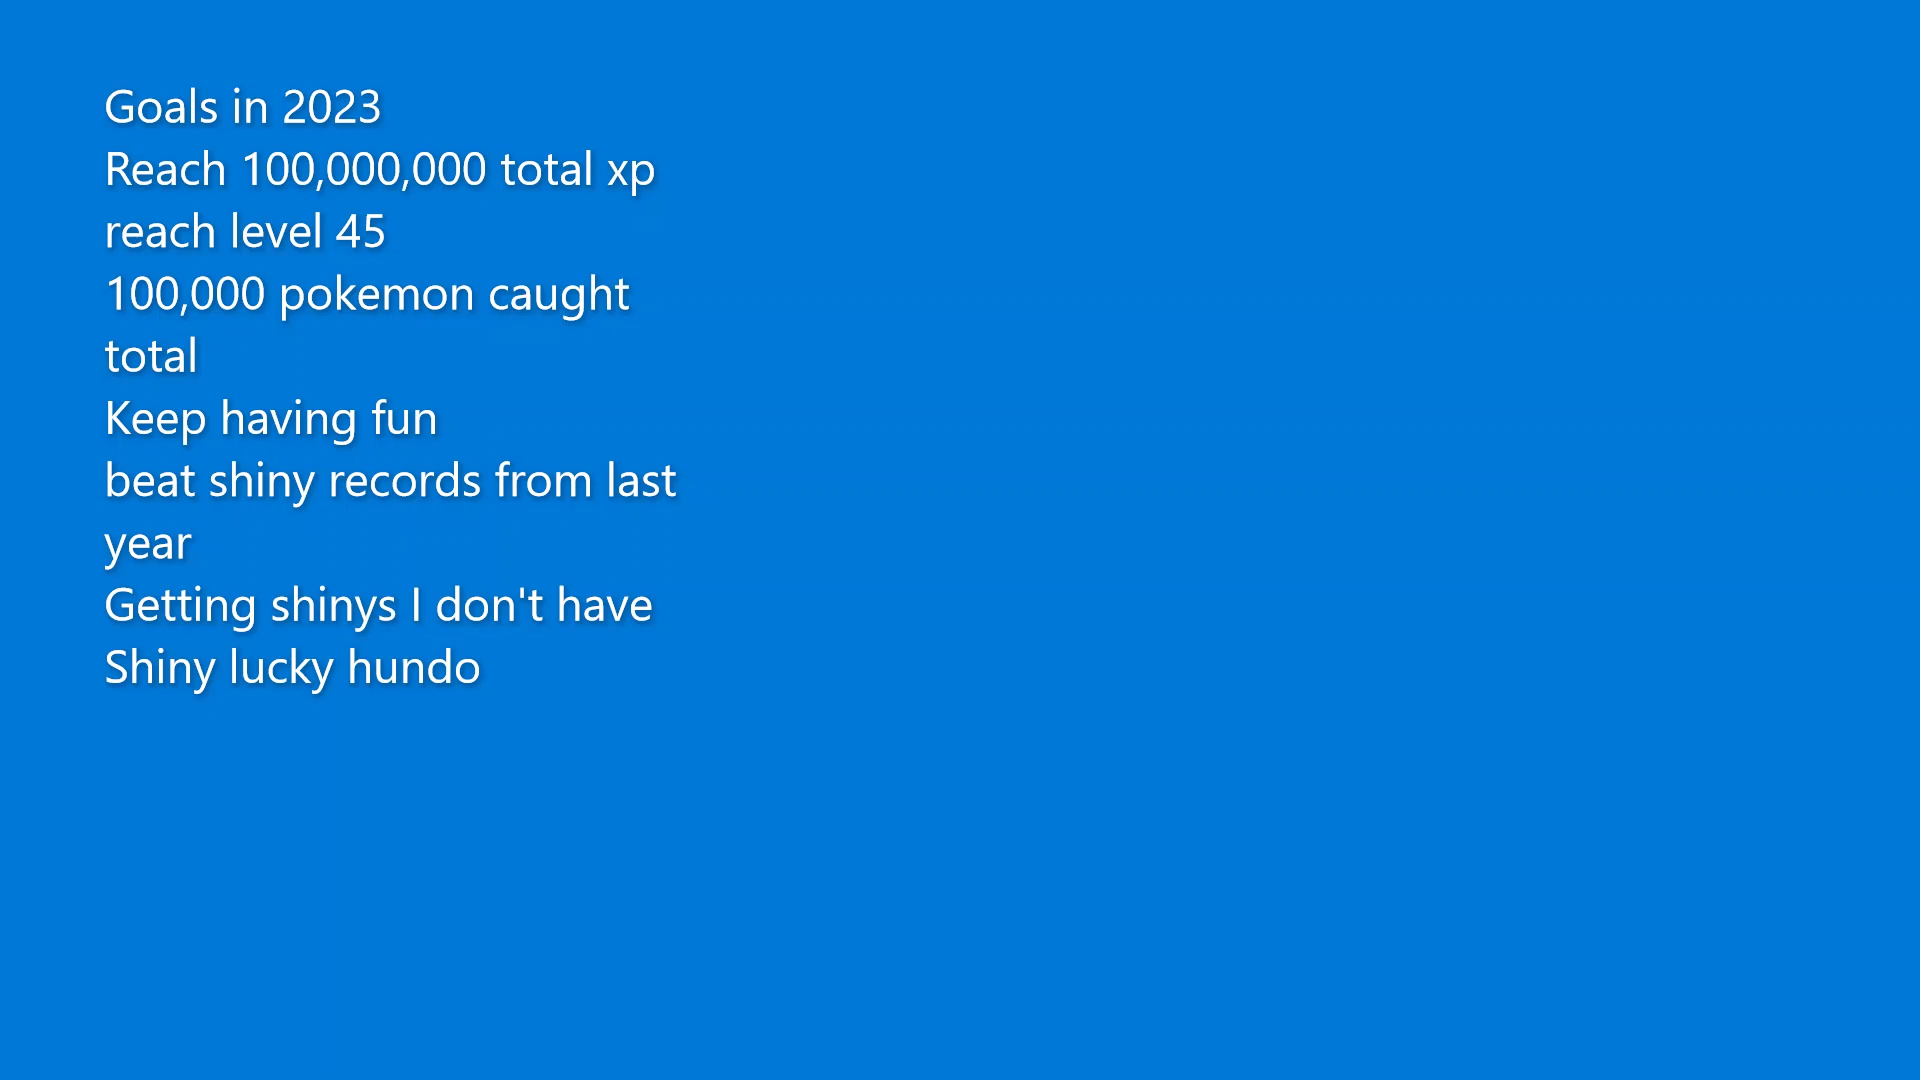 Goals in 2023
Reach 100,000,000 total xp
reach level 45
100,000 pokemon caught
total
Keep having fun
beat shiny records from last
year
Getting shinys I don't have
Shiny lucky hundo